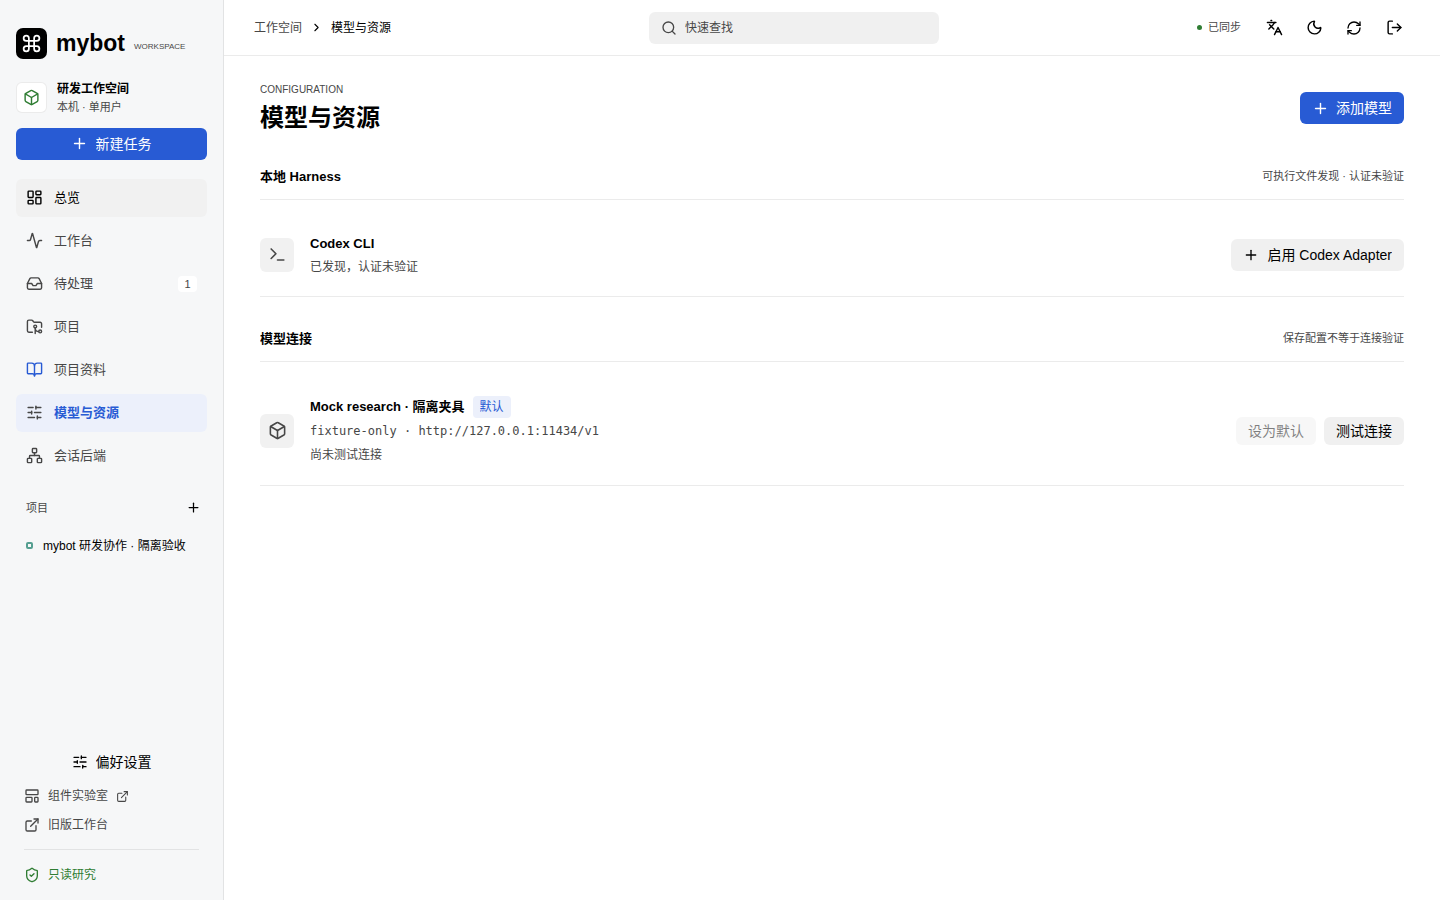 mybot WORKSPACE
研发工作空间
本机 · 单用户
新建任务
总览
工作台
待处理 1
项目
项目资料
模型与资源
会话后端
项目
mybot 研发协作 · 隔离验收
偏好设置
组件实验室
旧版工作台
只读研究
工作空间 模型与资源
快速查找
已同步
CONFIGURATION
模型与资源
添加模型
本地 Harness
可执行文件发现 · 认证未验证
Codex CLI
已发现，认证未验证
启用 Codex Adapter
模型连接
保存配置不等于连接验证
Mock research · 隔离夹具 默认
fixture-only · http://127.0.0.1:11434/v1
尚未测试连接
设为默认
测试连接